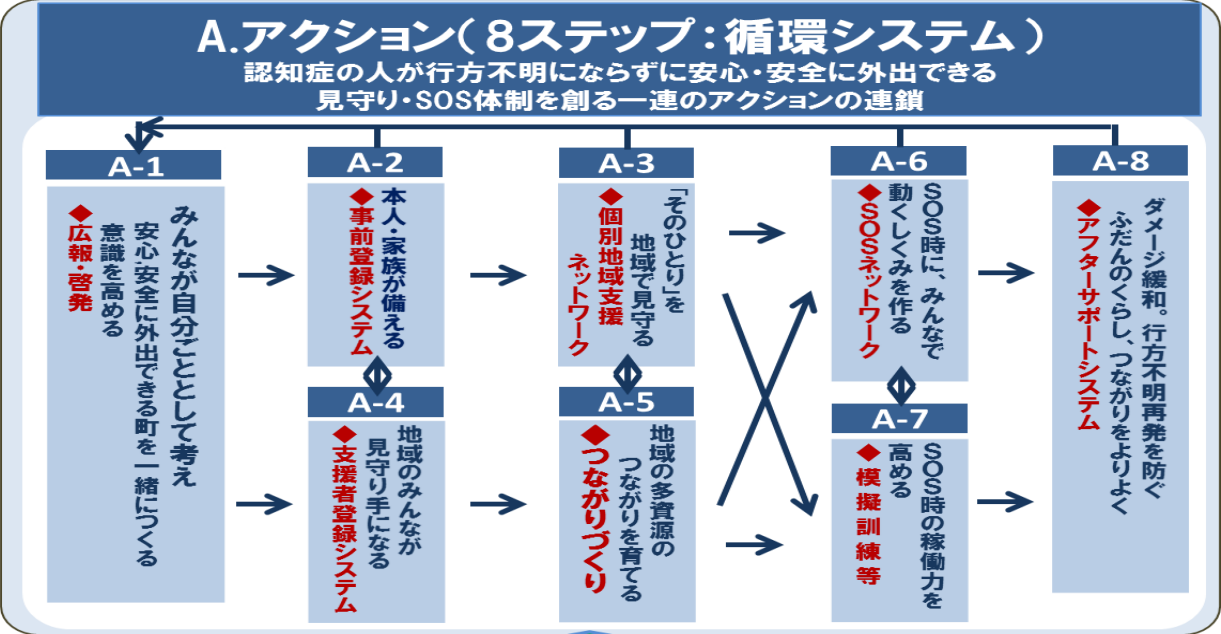 A.アクション(８ステップ：循環システム)
認知症の人が行方不明にならずに安心・安全に外出できる
見守り・SOS体制を創る一連のアクションの連鎖
A-1
みんなが自分ごととして考え
安心・安全に外出できる町を一緒につくる
意識を高める
◆広報・啓発
A-2
本人・家族が備える
◆事前登録システム
A-3
「そのひとり」を
地域で見守る
◆個別地域支援
ネットワーク
A-4
地域のみんなが
見守り手になる
◆支援者登録システム
A-5
地域の多資源の
つながりを育てる
◆つながりづくり
A-6
SOS時に、みんなで
動くしくみを作る
◆SOSネットワーク
A-7
SOS時の稼働力を
高める
◆模擬訓練等
A-8
ダメージ緩和。行方不明再発を防ぐ
ふだんのくらし、つながりをよりよく
◆アフターサポートシステム